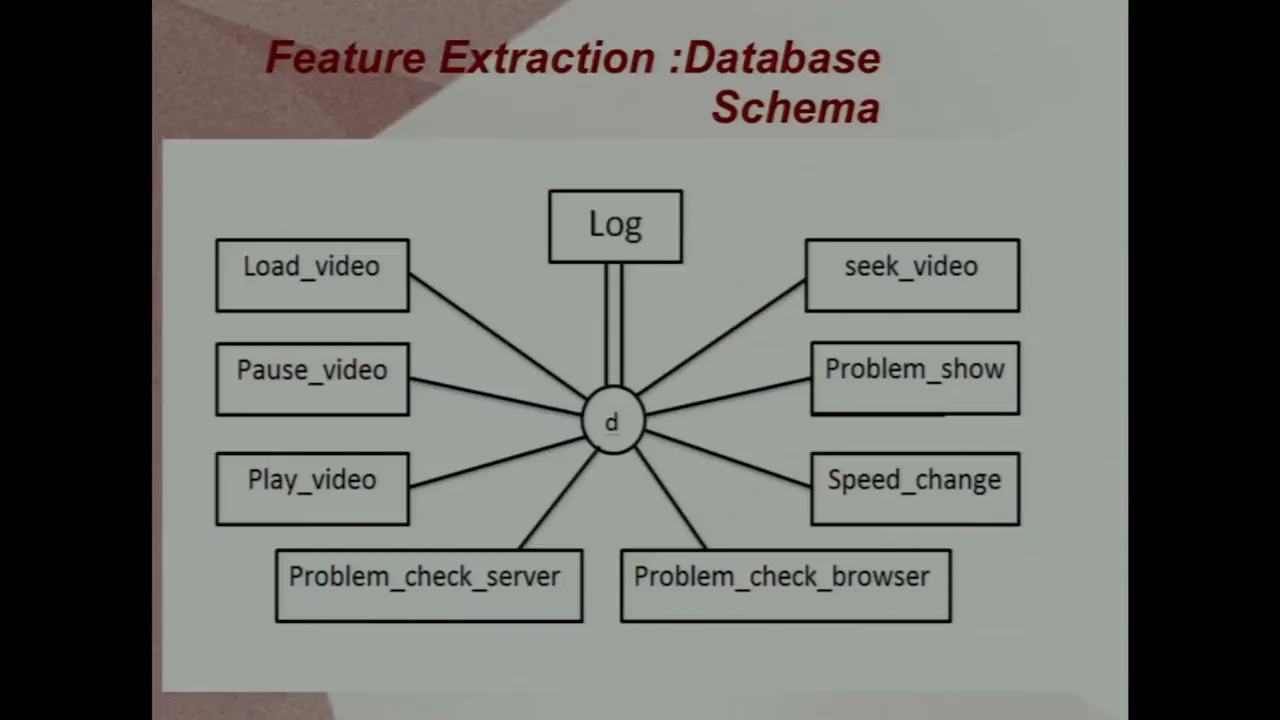 Feature Extraction :Database
Schema
Log
Load_video
seek_video
Pause_video
Problem_show
d
Play_video
Speed_change
Problem_check_server
Problem_check_browser